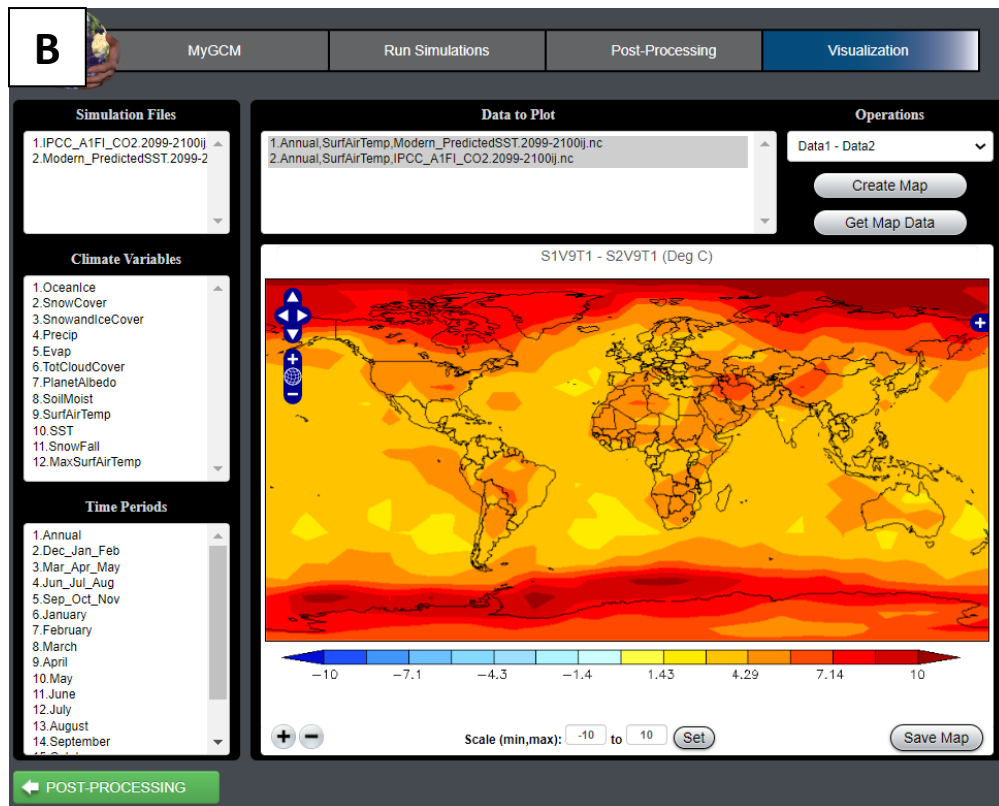 B
MyGCM
Run Simulations
Post-Processing
Visualization
Simulation Files
1.IPCC_A1FI_CO2.2099-2100ij.
2.Modern_PredictedSST.2099-2
Data to Plot
1.Annual,SurfAirTemp,Modern_PredictedSST.2099-2100ij.nc
2.Annual,SurfAirTemp,IPCC_A1FI_CO2.2099-2100ij.nc
Operations
Data1 - Data2
Create Map
Get Map Data
Climate Variables
1.OceanIce
2.SnowCover
3.SnowandIceCover
4.Precip
5.Evap
6.TotCloudCover
7.PlanetAlbedo
8.SoilMoist
9.SurfAirTemp
10.SST
11.SnowFall
12.MaxSurfAirTemp
Time Periods
1.Annual
2.Dec_Jan_Feb
3.Mar_Apr_May
4.Jun_Jul_Aug
5.Sep_Oct_Nov
6.January
7.February
8.March
9.April
10.May
11.June
12.July
13.August
14.September
S1V9T1 - S2V9T1 (Deg C)
−10 −7.1 −4.3 −1.4 1.43 4.29 7.14 10
Scale (min,max): -10 to 10 Set
Save Map
POST-PROCESSING